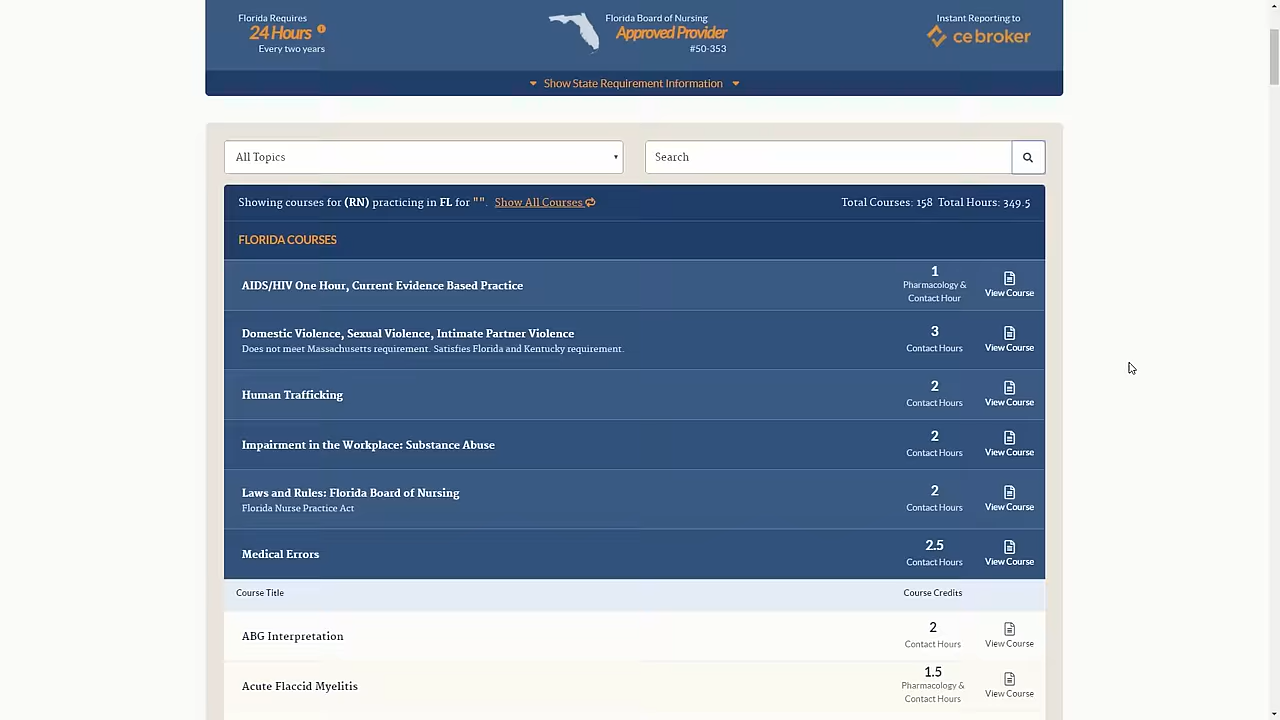 Florida Requires
24 Hours
Every two years
Florida Board of Nursing
Approved Provider
#50-353
Instant Reporting to
ce broker
Show State Requirement Information
All Topics
Search
Showing courses for (RN) practicing in FL for "". Show All Courses
Total Courses: 158 Total Hours: 349.5
FLORIDA COURSES
AIDS/HIV One Hour, Current Evidence Based Practice
1
Pharmacology &
Contact Hour
View Course
Domestic Violence, Sexual Violence, Intimate Partner Violence
Does not meet Massachusetts requirement. Satisfies Florida and Kentucky requirement.
3
Contact Hours
View Course
Human Trafficking
2
Contact Hours
View Course
Impairment in the Workplace: Substance Abuse
2
Contact Hours
View Course
Laws and Rules: Florida Board of Nursing
Florida Nurse Practice Act
2
Contact Hours
View Course
Medical Errors
2.5
Contact Hours
View Course
Course Title
Course Credits
ABG Interpretation
2
Contact Hours
View Course
Acute Flaccid Myelitis
1.5
Pharmacology &
Contact Hours
View Course